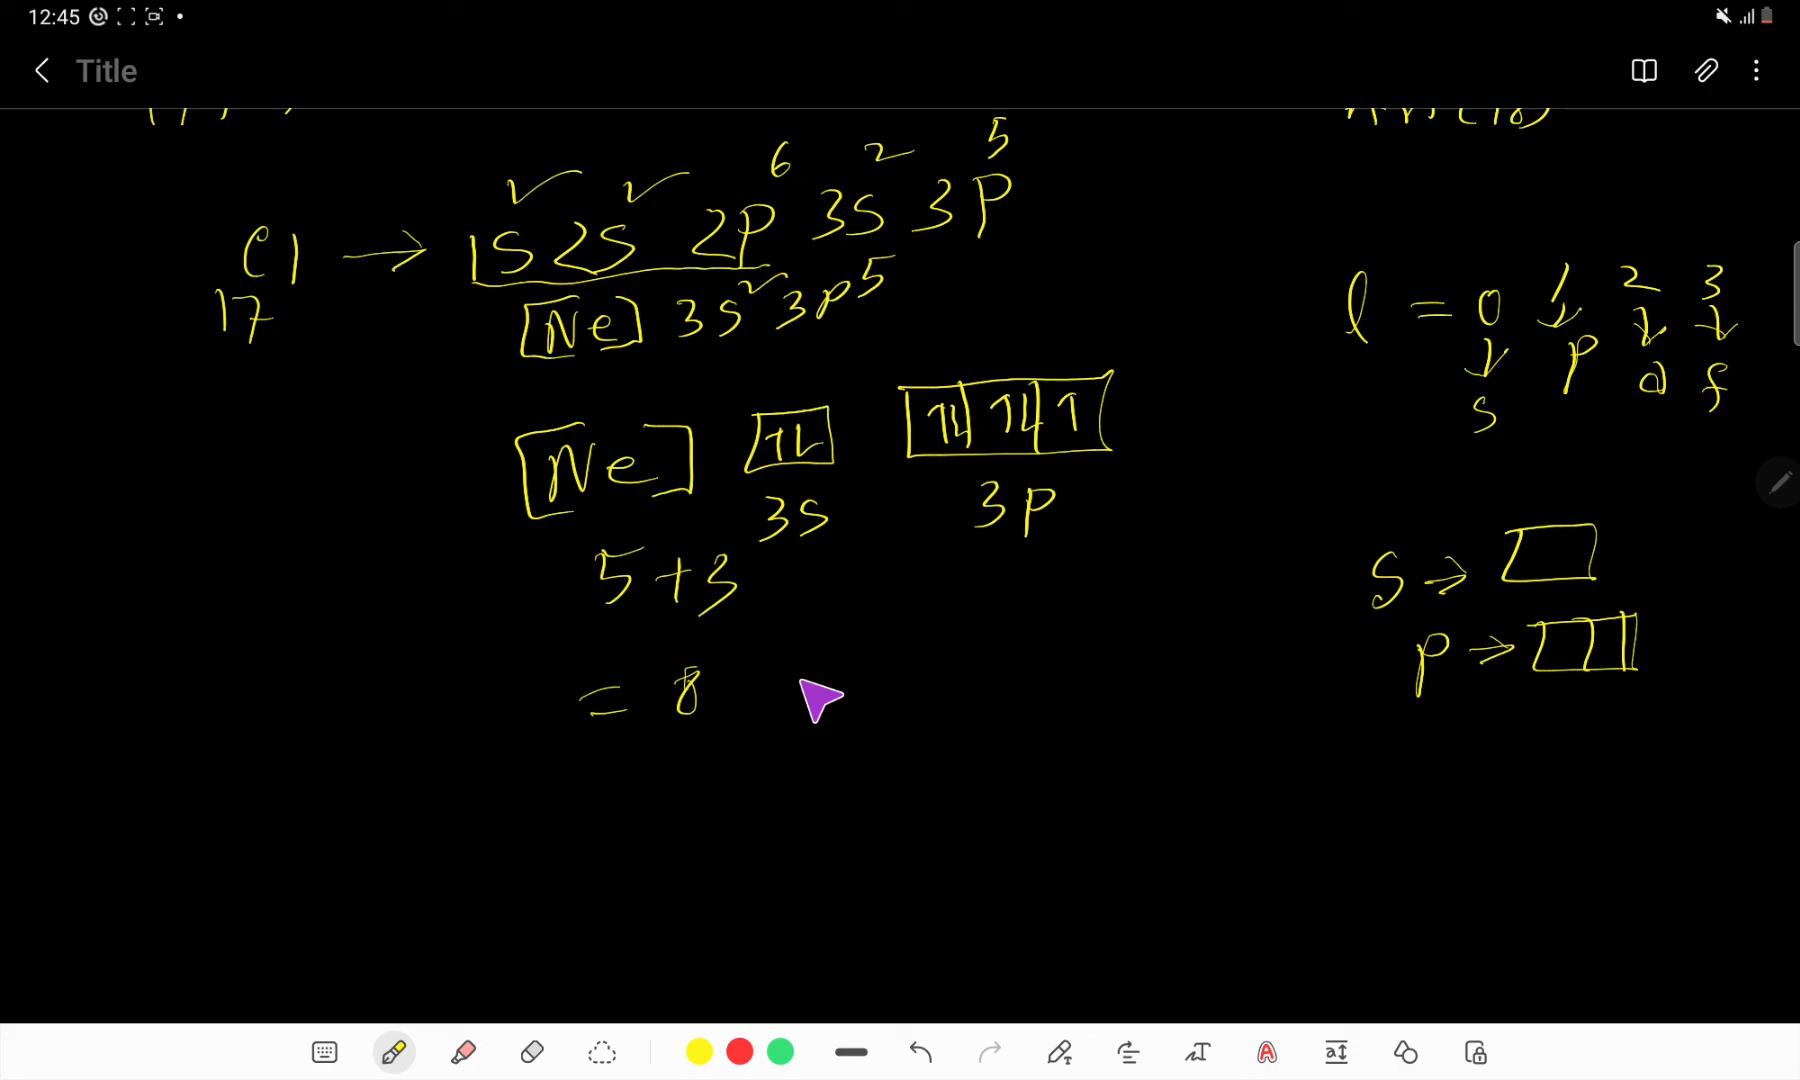 12:45
Title
6 2 5
Cl → 1s 2s 2p 3s 3p
17 [Ne] 3s² 3p⁵
l = 0 1 2 3
s p d f
[Ne]
3s 3p
5+3
= 8
s →
p →